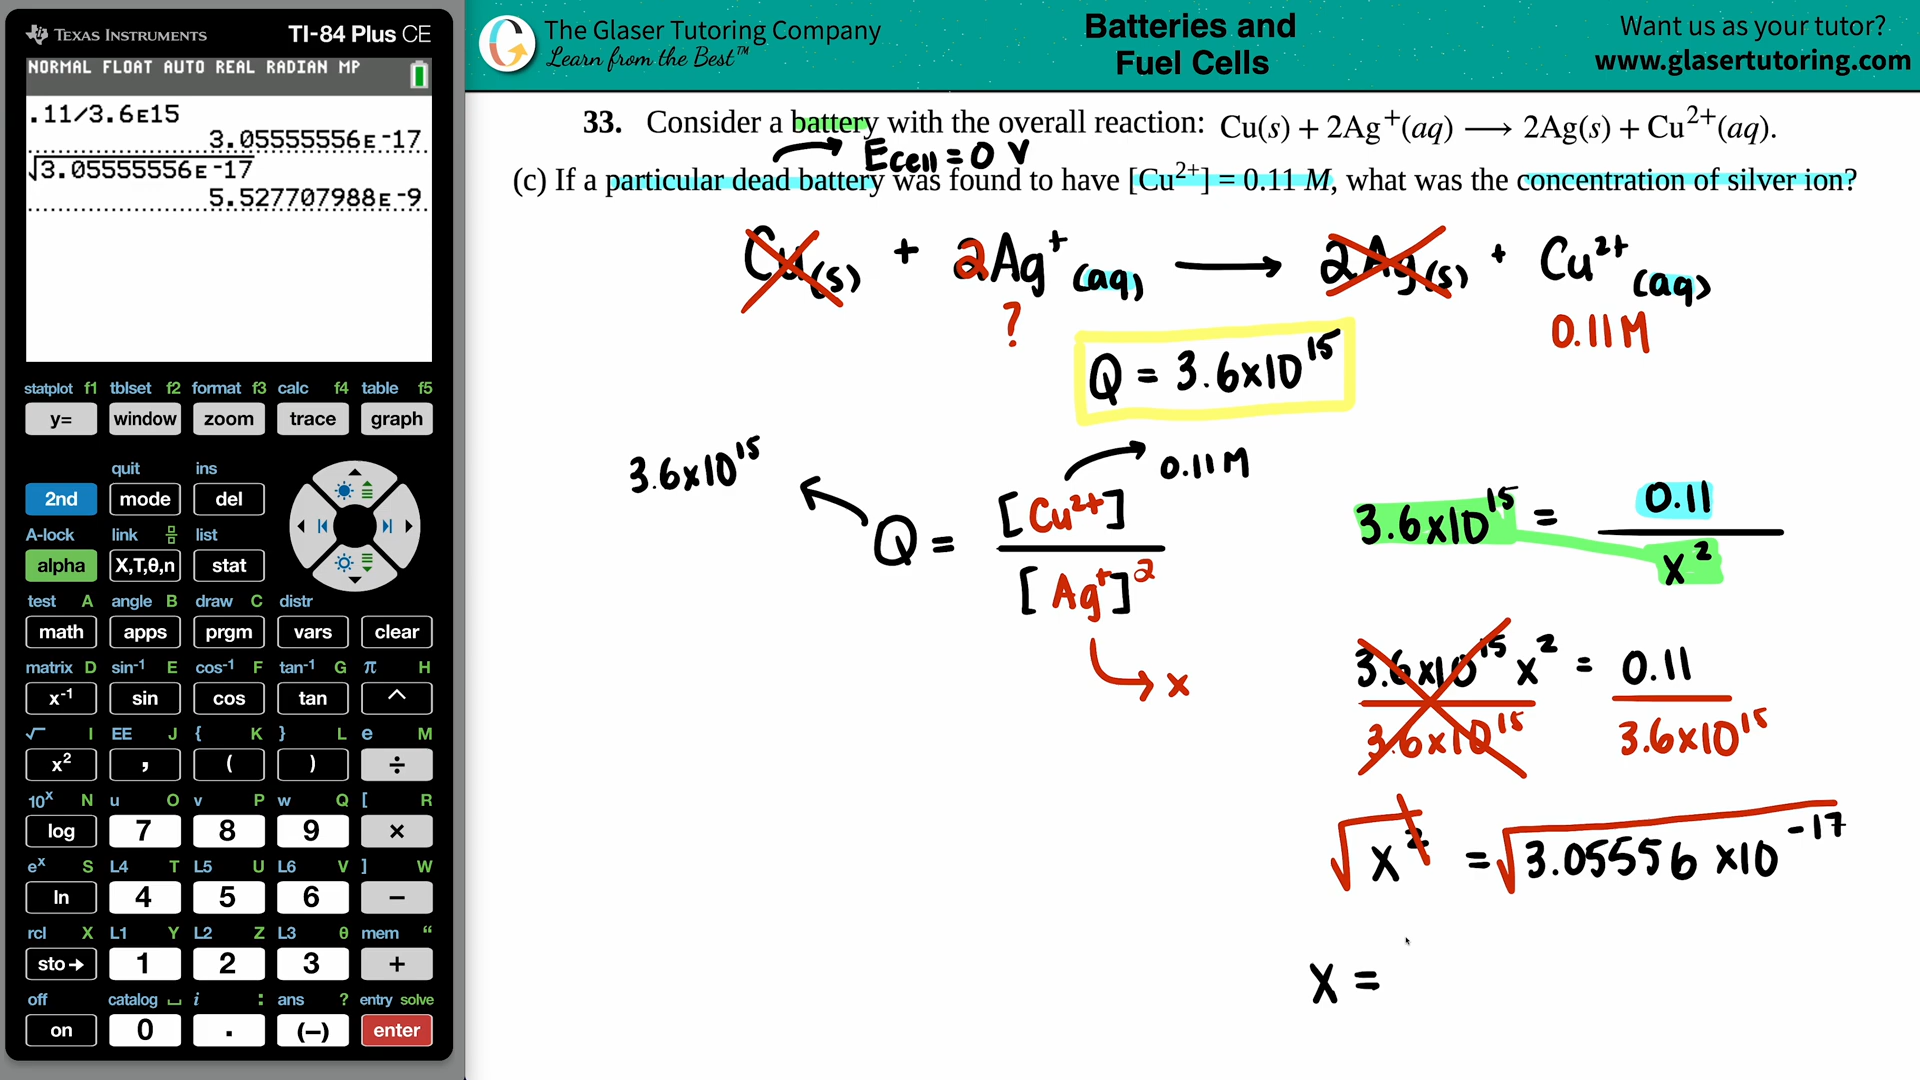 TEXAS INSTRUMENTS TI-84 Plus CE
NORMAL FLOAT AUTO REAL RADIAN MP
.11/3.6E15
3.05555556E-17
√3.05555556E-17
5.527707988E-9
statplot f1 tblset f2 format f3 calc f4 table f5
y= window zoom trace graph
quit ins
2nd mode del
A-lock link list
alpha X,T,θ,n stat
test A angle B draw C distr
math apps prgm vars clear
matrix D sin⁻¹ E cos⁻¹ F tan⁻¹ G π H
x⁻¹ sin cos tan ^
√ I EE J { K } L e M
x² , ( ) ÷
10ˣ N u O v P w Q [ R
log 7 8 9 ×
eˣ S L4 T L5 U L6 V ] W
ln 4 5 6 −
rcl X L1 Y L2 Z L3 θ mem “
sto→ 1 2 3 +
off catalog ␣ i : ans ? entry solve
on 0 . (−) enter
The Glaser Tutoring Company
Learn from the Best™
Batteries and
Fuel Cells
Want us as your tutor?
www.glasertutoring.com
33. Consider a battery with the overall reaction: Cu(s) + 2Ag⁺(aq) ⟶ 2Ag(s) + Cu²⁺(aq).
Ecell = 0 V
(c) If a particular dead battery was found to have [Cu²⁺] = 0.11 M, what was the concentration of silver ion?
Cu(s) + 2Ag⁺(aq) → 2Ag(s) + Cu²⁺(aq)
? 0.11M
Q = 3.6x10¹⁵
3.6x10¹⁵
0.11M
Q = [Cu²⁺]
[Ag⁺]²
x
3.6x10¹⁵ = 0.11
x²
3.6x10¹⁵ x² = 0.11
3.6x10¹⁵ 3.6x10¹⁵
√x² = √3.05556 x10⁻¹⁷
x =